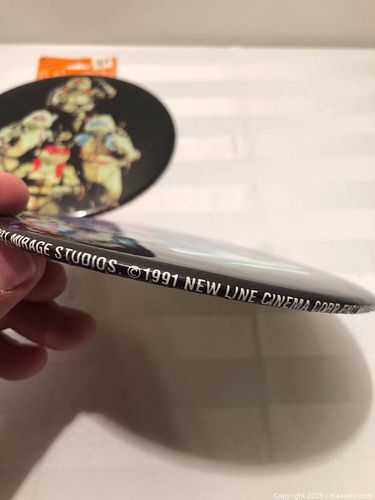 MIRAGE STUDIOS. ©1991 NEW LINE CINEMA CORP.
Copyright 2025 - maxsold.com